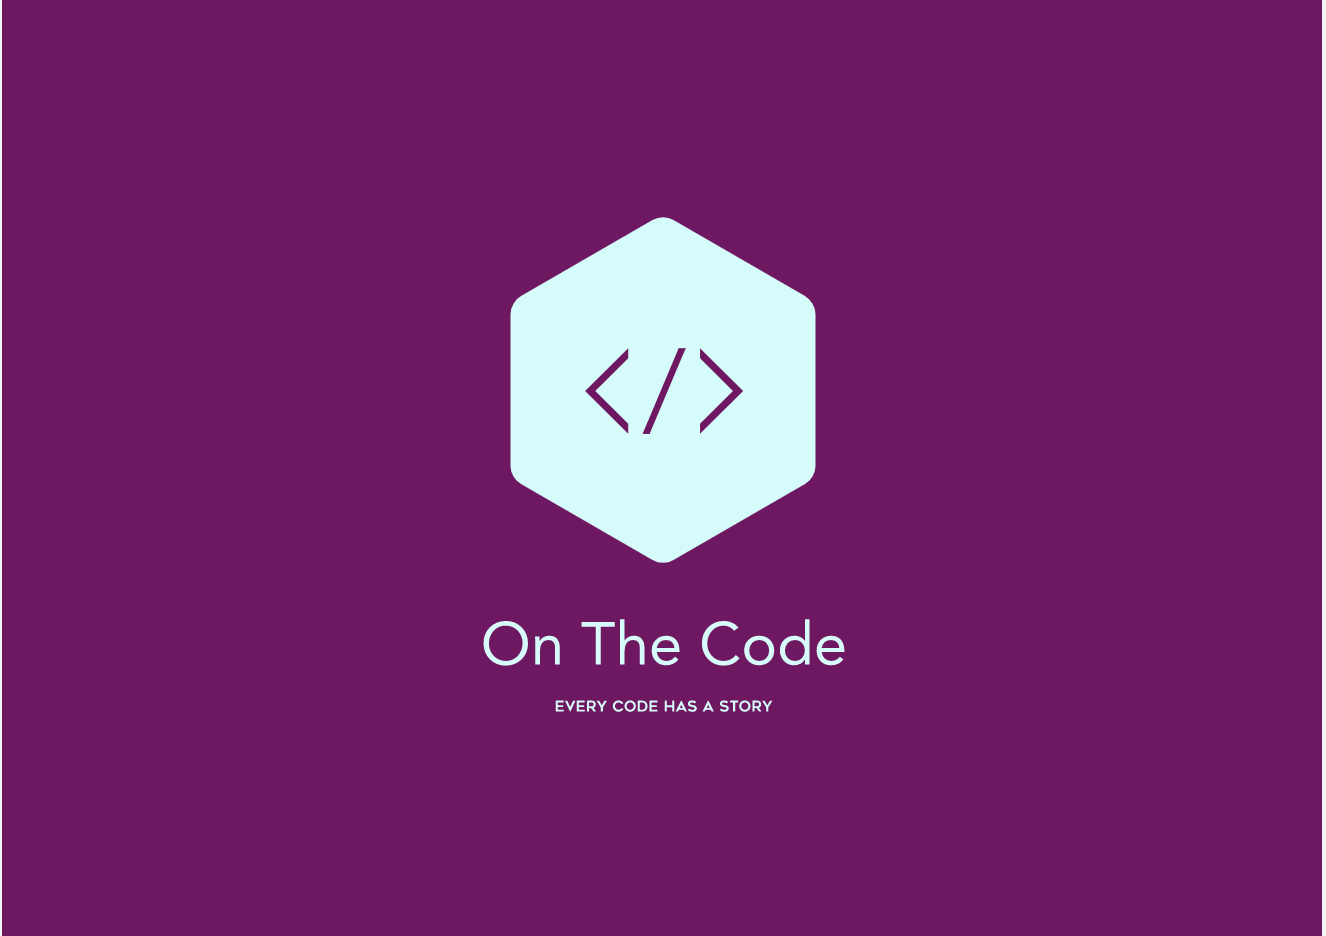 </>
On The Code
EVERY CODE HAS A STORY